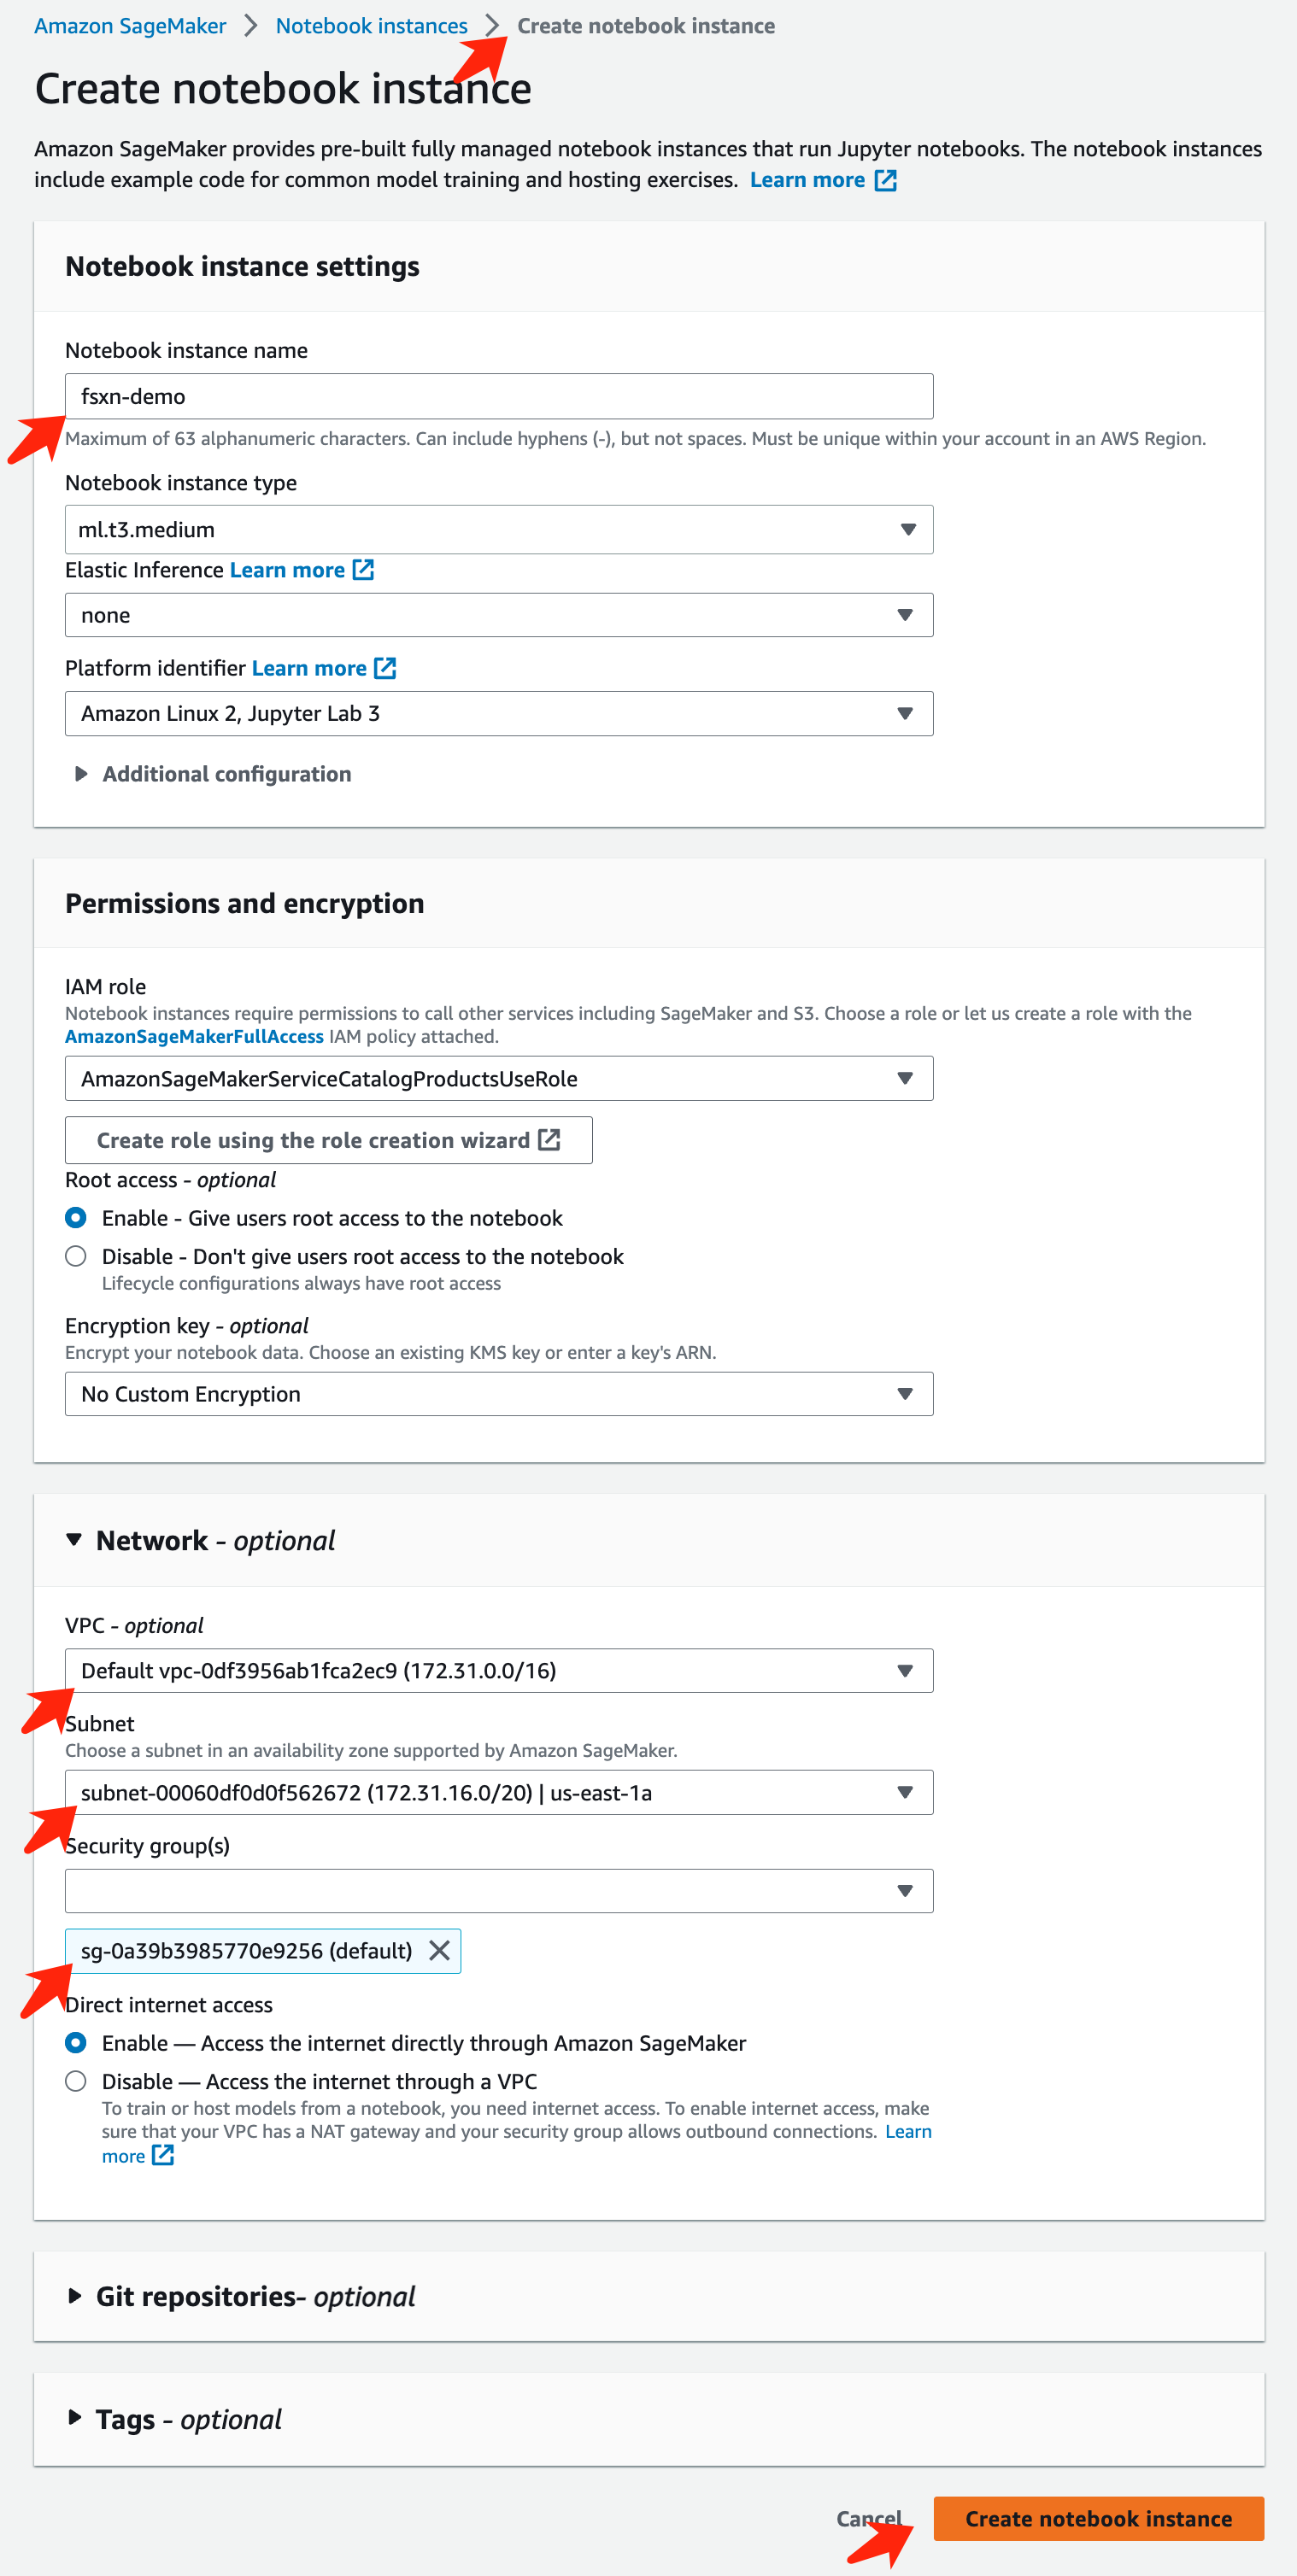 Amazon SageMaker > Notebook instances > Create notebook instance
Create notebook instance
Amazon SageMaker provides pre-built fully managed notebook instances that run Jupyter notebooks. The notebook instances
include example code for common model training and hosting exercises. Learn more
Notebook instance settings
Notebook instance name
fsxn-demo
Maximum of 63 alphanumeric characters. Can include hyphens (-), but not spaces. Must be unique within your account in an AWS Region.
Notebook instance type
ml.t3.medium
Elastic Inference Learn more
none
Platform identifier Learn more
Amazon Linux 2, Jupyter Lab 3
Additional configuration
Permissions and encryption
IAM role
Notebook instances require permissions to call other services including SageMaker and S3. Choose a role or let us create a role with the
AmazonSageMakerFullAccess IAM policy attached.
AmazonSageMakerServiceCatalogProductsUseRole
Create role using the role creation wizard
Root access - optional
Enable - Give users root access to the notebook
Disable - Don't give users root access to the notebook
Lifecycle configurations always have root access
Encryption key - optional
Encrypt your notebook data. Choose an existing KMS key or enter a key's ARN.
No Custom Encryption
Network - optional
VPC - optional
Default vpc-0df3956ab1fca2ec9 (172.31.0.0/16)
Subnet
Choose a subnet in an availability zone supported by Amazon SageMaker.
subnet-00060df0d0f562672 (172.31.16.0/20) | us-east-1a
Security group(s)
sg-0a39b3985770e9256 (default)
Direct internet access
Enable — Access the internet directly through Amazon SageMaker
Disable — Access the internet through a VPC
To train or host models from a notebook, you need internet access. To enable internet access, make
sure that your VPC has a NAT gateway and your security group allows outbound connections. Learn
more
Git repositories- optional
Tags - optional
Cancel Create notebook instance